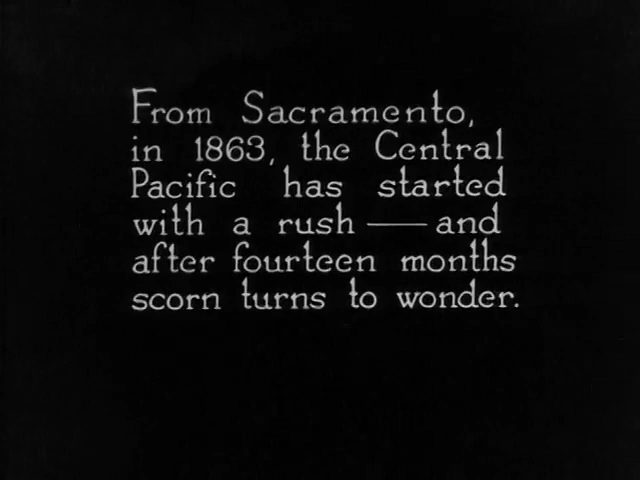 From Sacramento,
in 1863, the Central
Pacific has started
with a rush — and
after fourteen months
scorn turns to wonder.